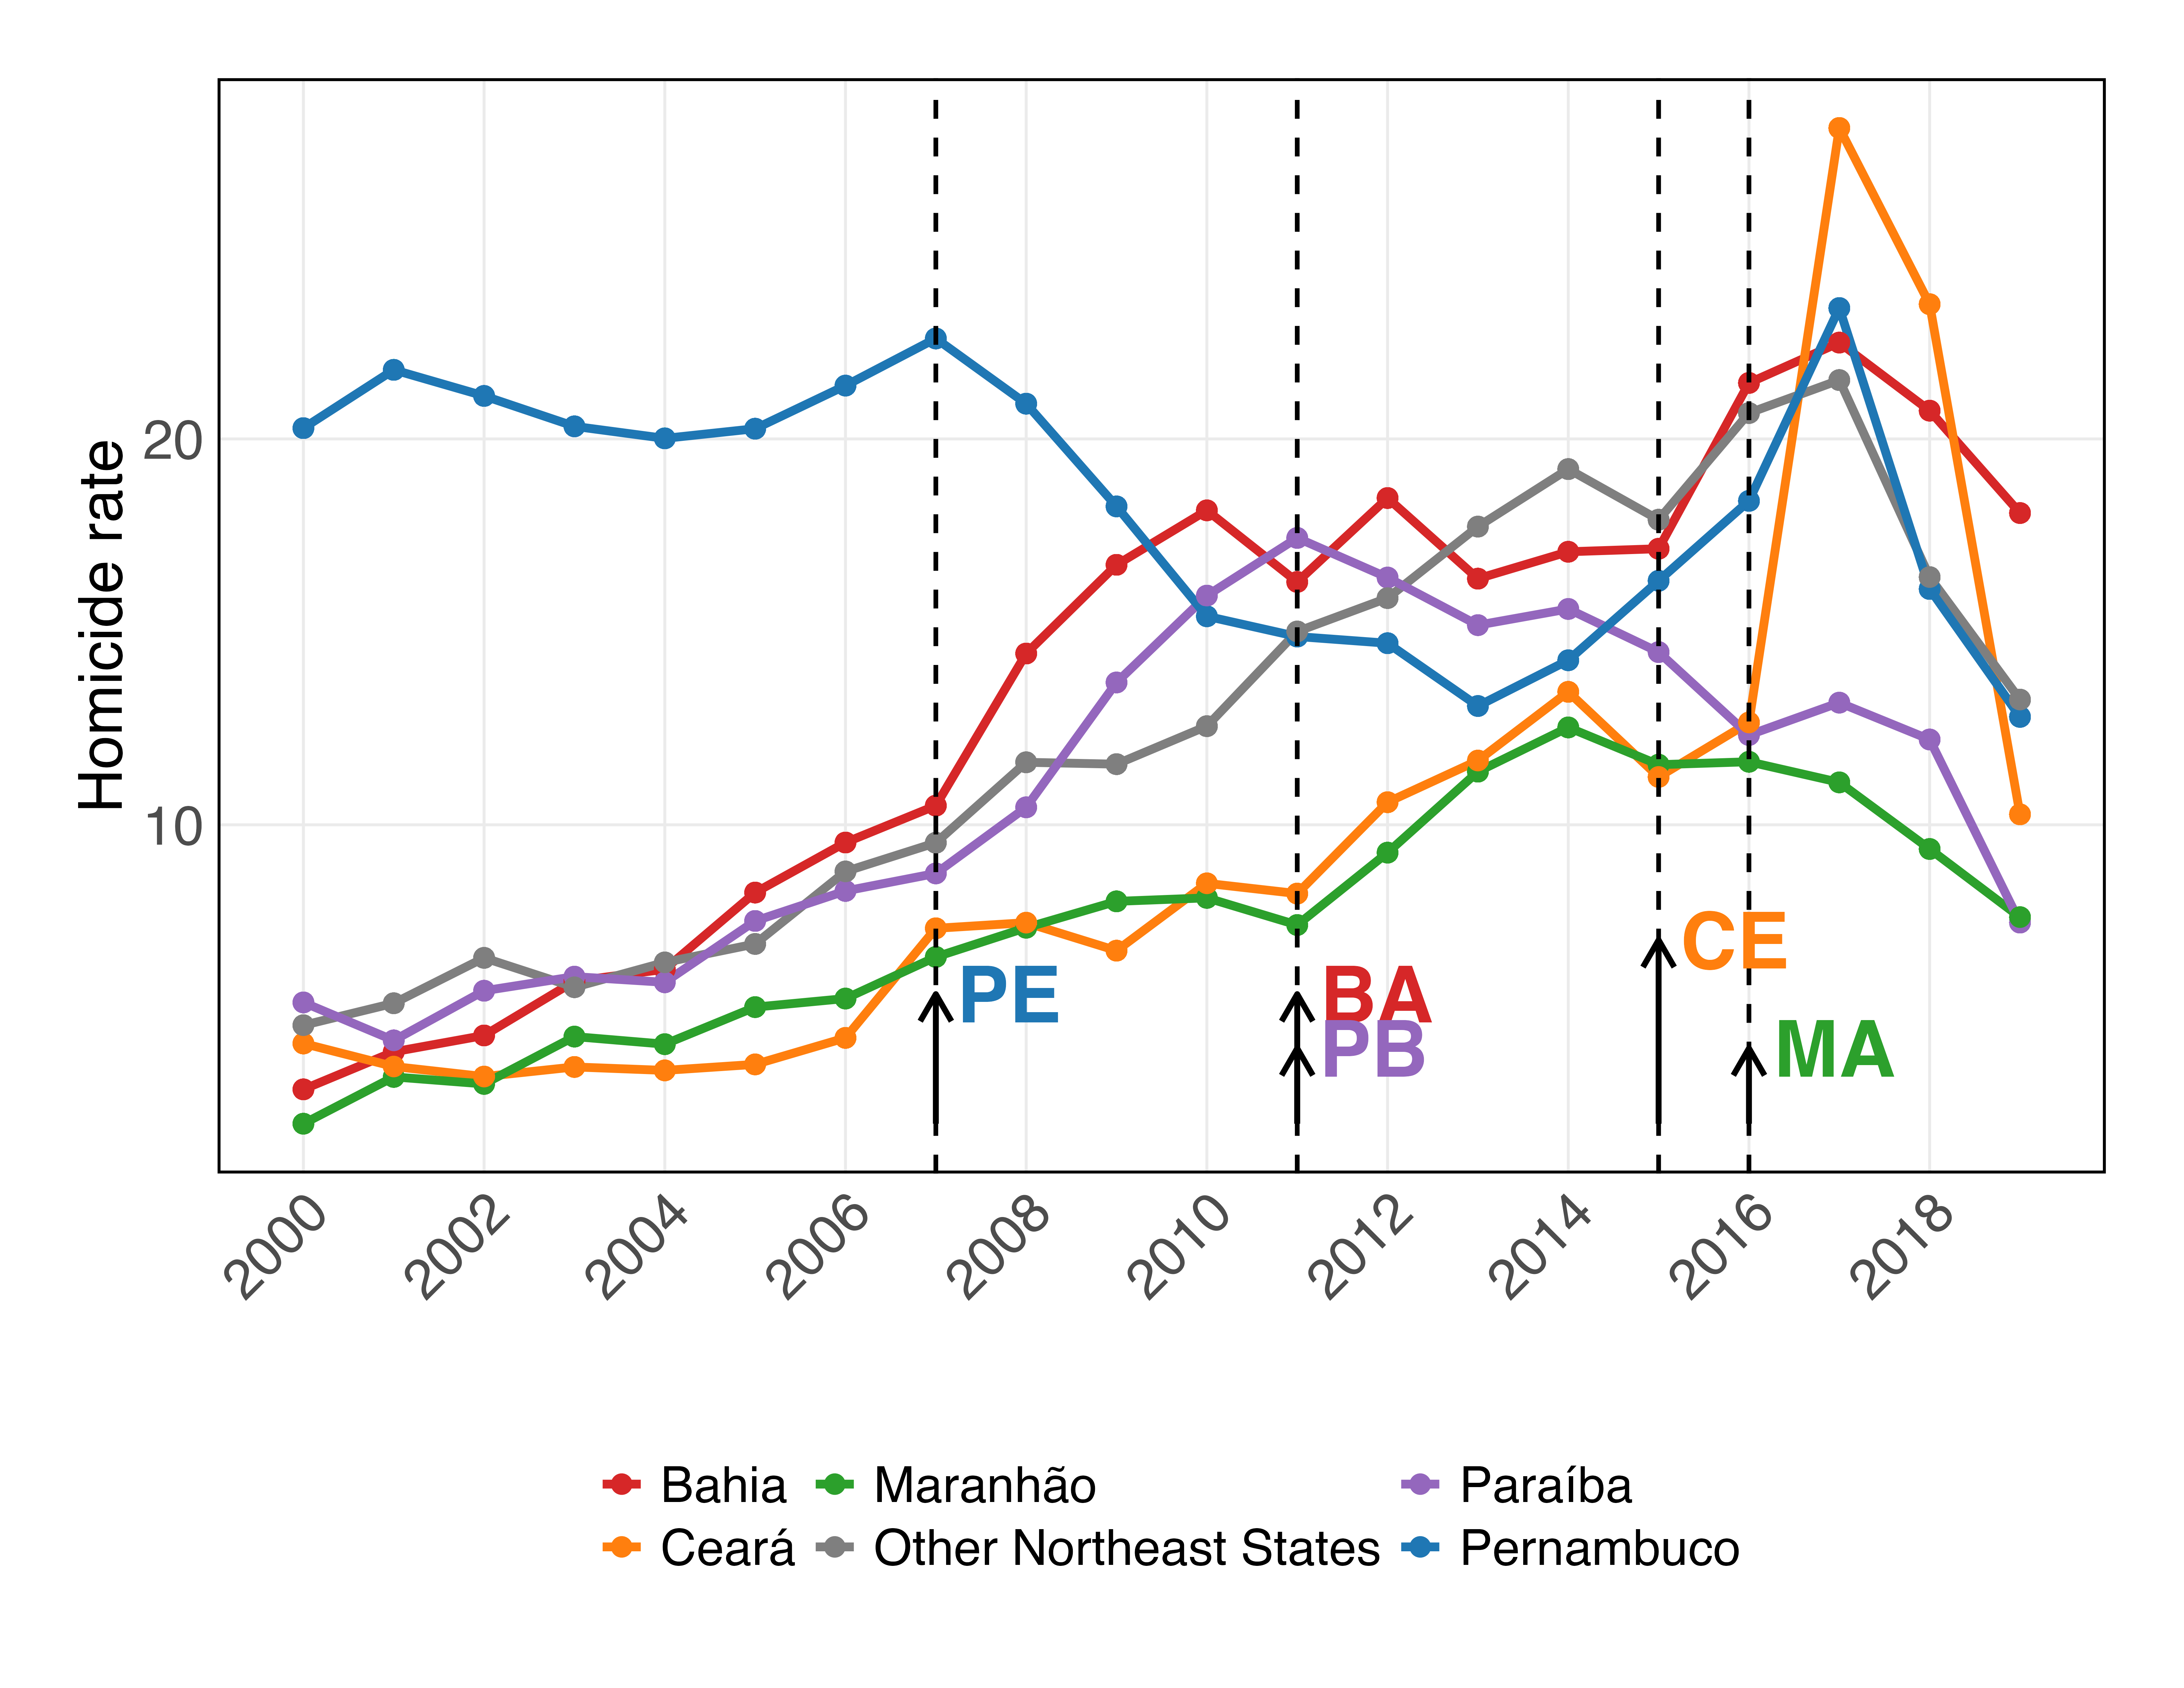 Homicide rate
20
10
PE
BA
PB
CE
MA
2000 2002 2004 2006 2008 2010 2012 2014 2016 2018
Bahia Maranhão Paraíba
Ceará Other Northeast States Pernambuco